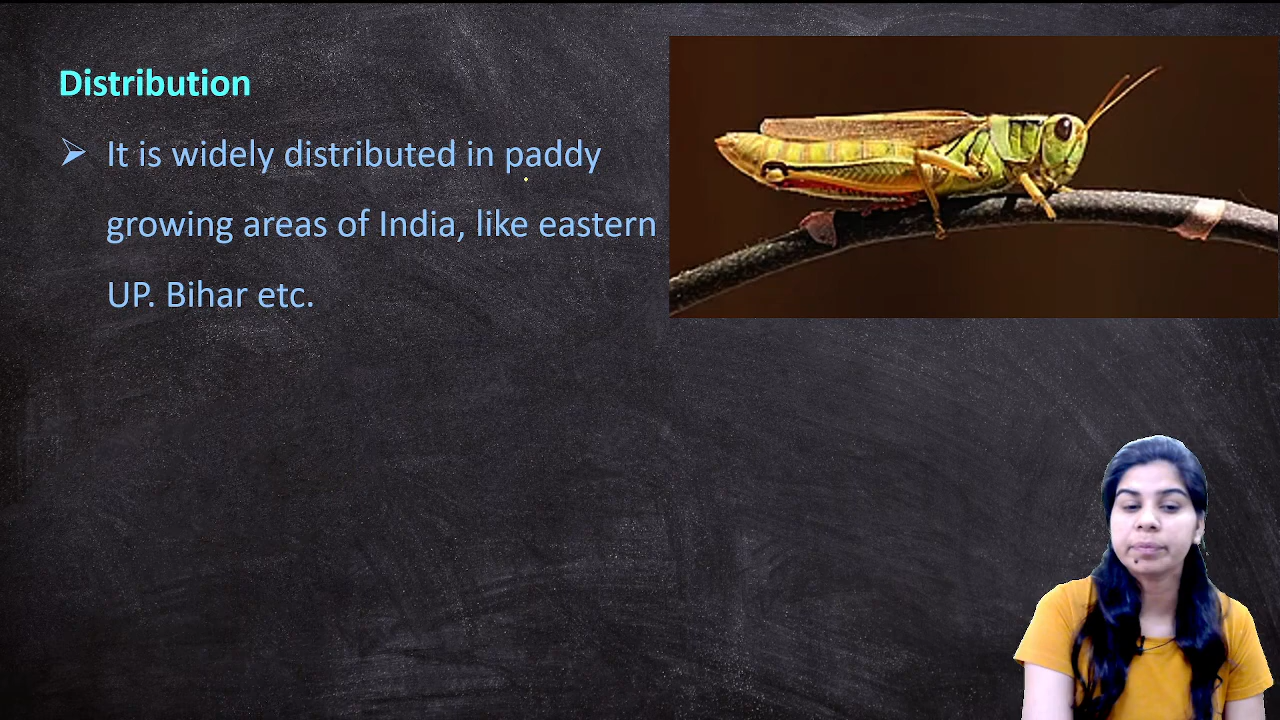 Distribution
It is widely distributed in paddy
growing areas of India, like eastern
UP. Bihar etc.